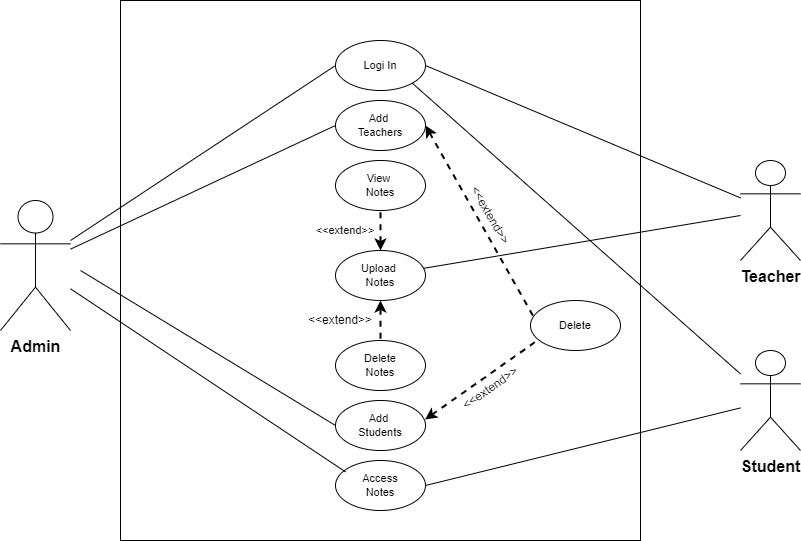 Logi In
Add
Teachers
View
Notes
<<extend>>
<<extend>>
Upload
Notes
Teacher
<<extend>>
Delete
Admin
Delete
Notes
<<extend>>
Add
Students
Student
Access
Notes